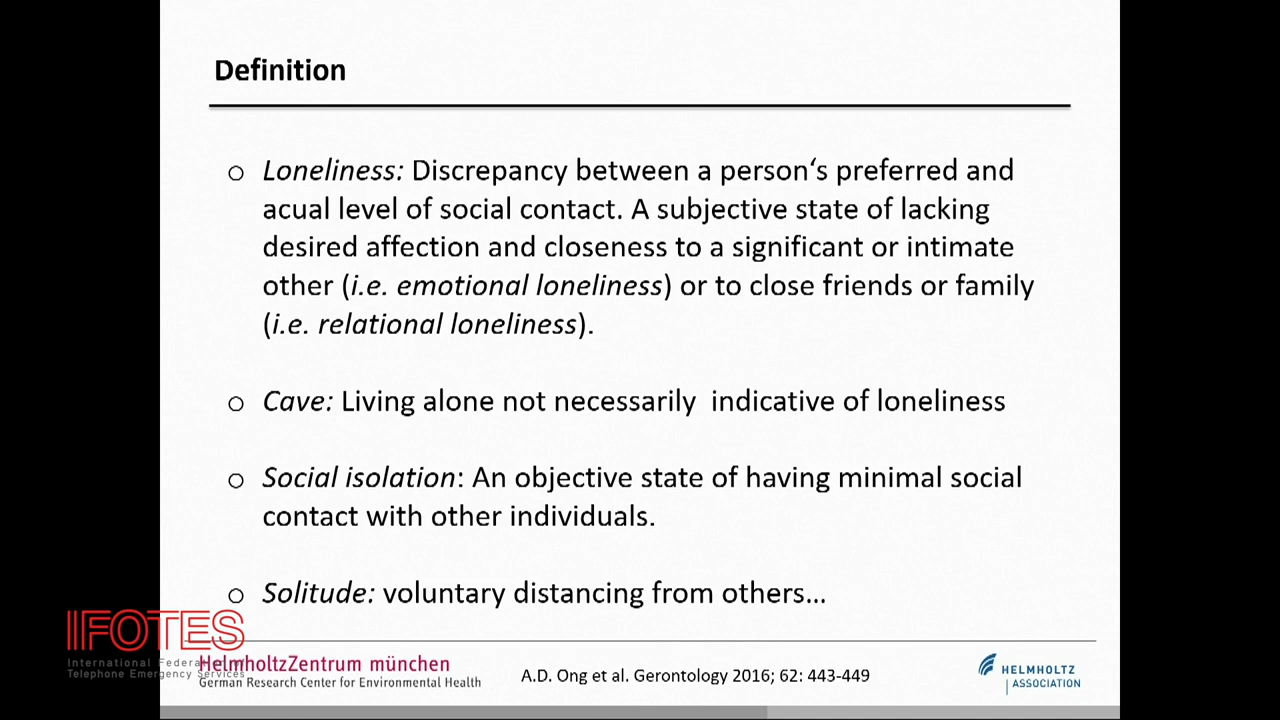 Definition
o Loneliness: Discrepancy between a person‘s preferred and
acual level of social contact. A subjective state of lacking
desired affection and closeness to a significant or intimate
other (i.e. emotional loneliness) or to close friends or family
(i.e. relational loneliness).
o Cave: Living alone not necessarily  indicative of loneliness
o Social isolation: An objective state of having minimal social
contact with other individuals.
o Solitude: voluntary distancing from others…
IFOTES
International Federation of
Telephone Emergency Services
HelmholtzZentrum münchen
German Research Center for Environmental Health
A.D. Ong et al. Gerontology 2016; 62: 443-449
HELMHOLTZ
ASSOCIATION